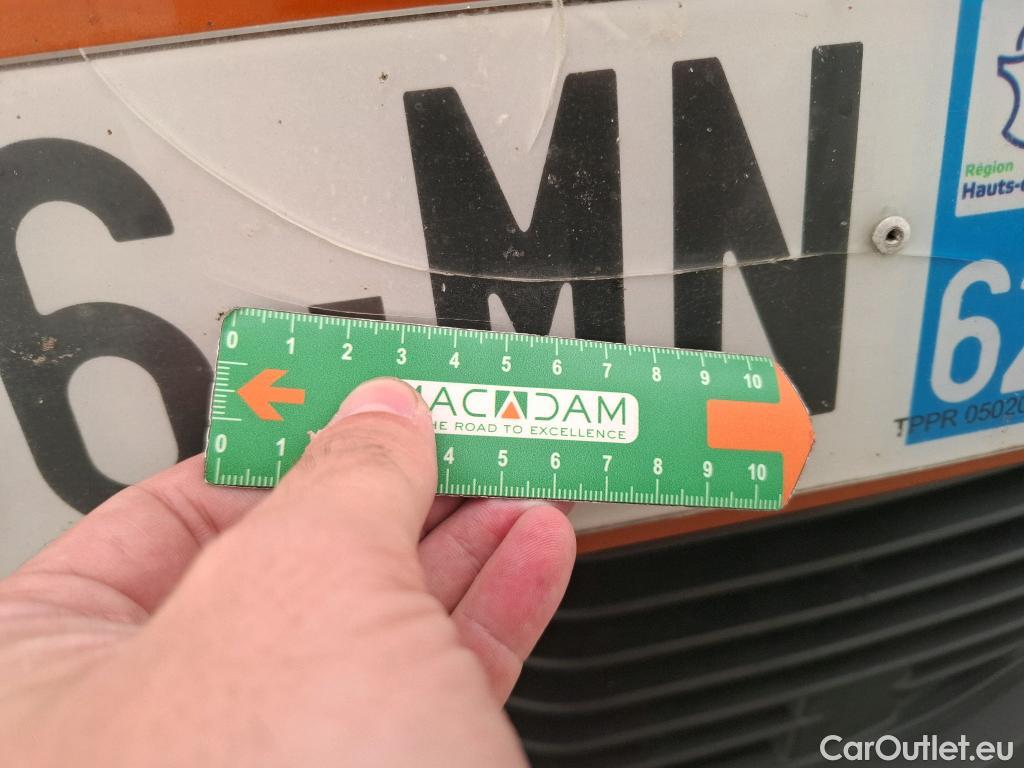 6-MN
Région
Hauts-
62
TPPR 0502
0 1 2 3 4 5 6 7 8 9 10
MACADAM
THE ROAD TO EXCELLENCE
0 1 4 5 6 7 8 9 10
CarOutlet.eu